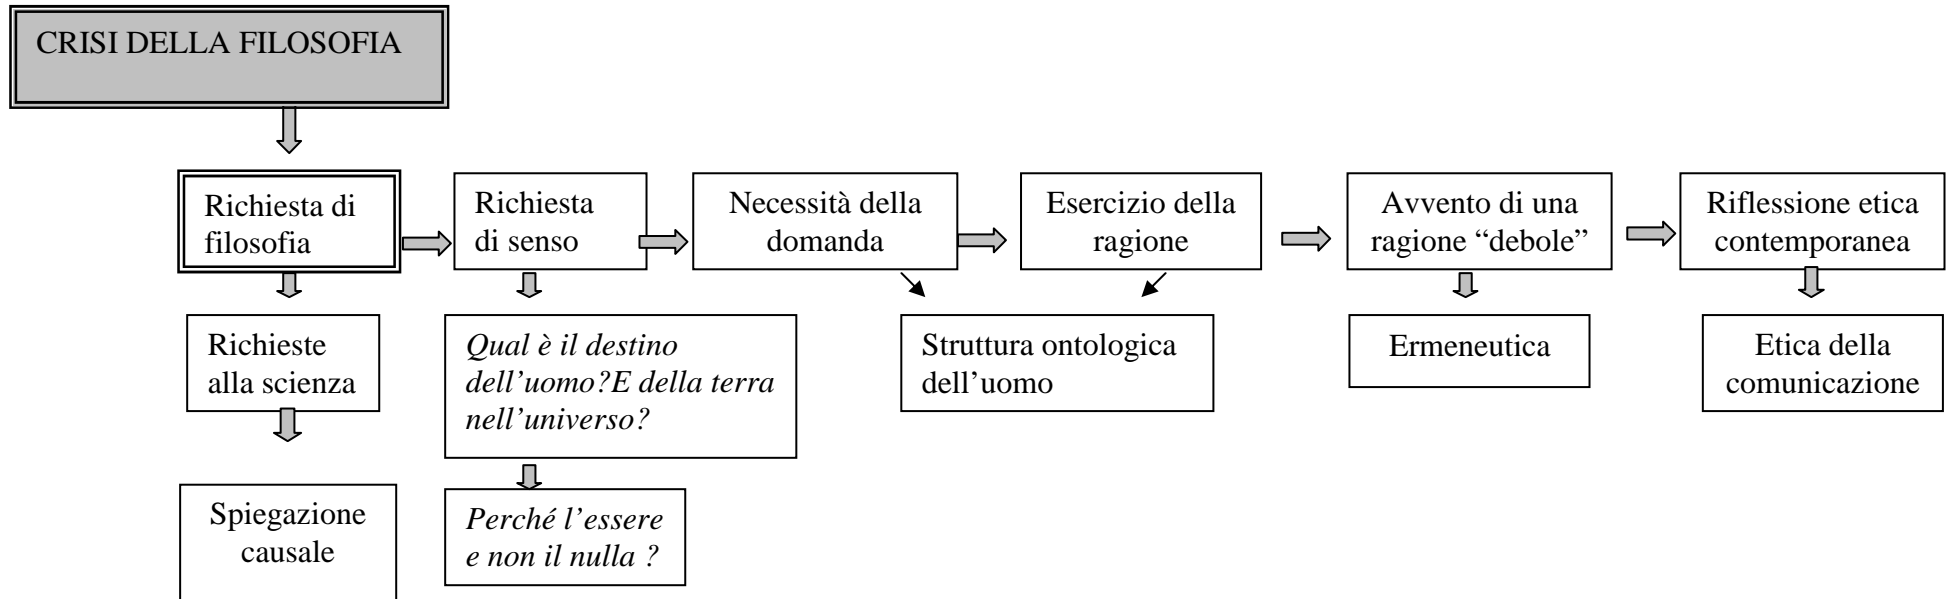 CRISI DELLA FILOSOFIA
Richiesta di
filosofia
Richiesta
di senso
Necessità della
domanda
Esercizio della
ragione
Avvento di una
ragione “debole”
Riflessione etica
contemporanea
Richieste
alla scienza
Qual è il destino
dell’uomo?E della terra
nell’universo?
Struttura ontologica
dell’uomo
Ermeneutica
Etica della
comunicazione
Spiegazione
causale
Perché l’essere
e non il nulla ?